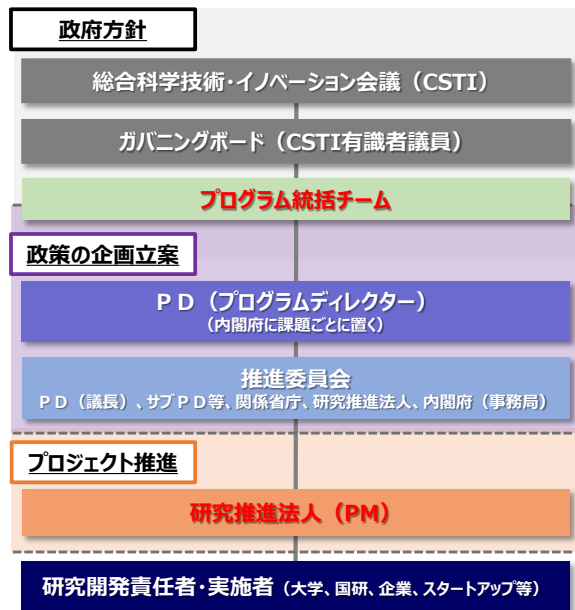 政府方針
総合科学技術・イノベーション会議（CSTI）
ガバニングボード（CSTI有識者議員）
プログラム統括チーム
政策の企画立案
ＰＤ（プログラムディレクター）
（内閣府に課題ごとに置く）
推進委員会
ＰＤ（議長）、サブＰＤ等、関係省庁、研究推進法人、内閣府（事務局）
プロジェクト推進
研究推進法人（PM）
研究開発責任者・実施者（大学、国研、企業、スタートアップ等）